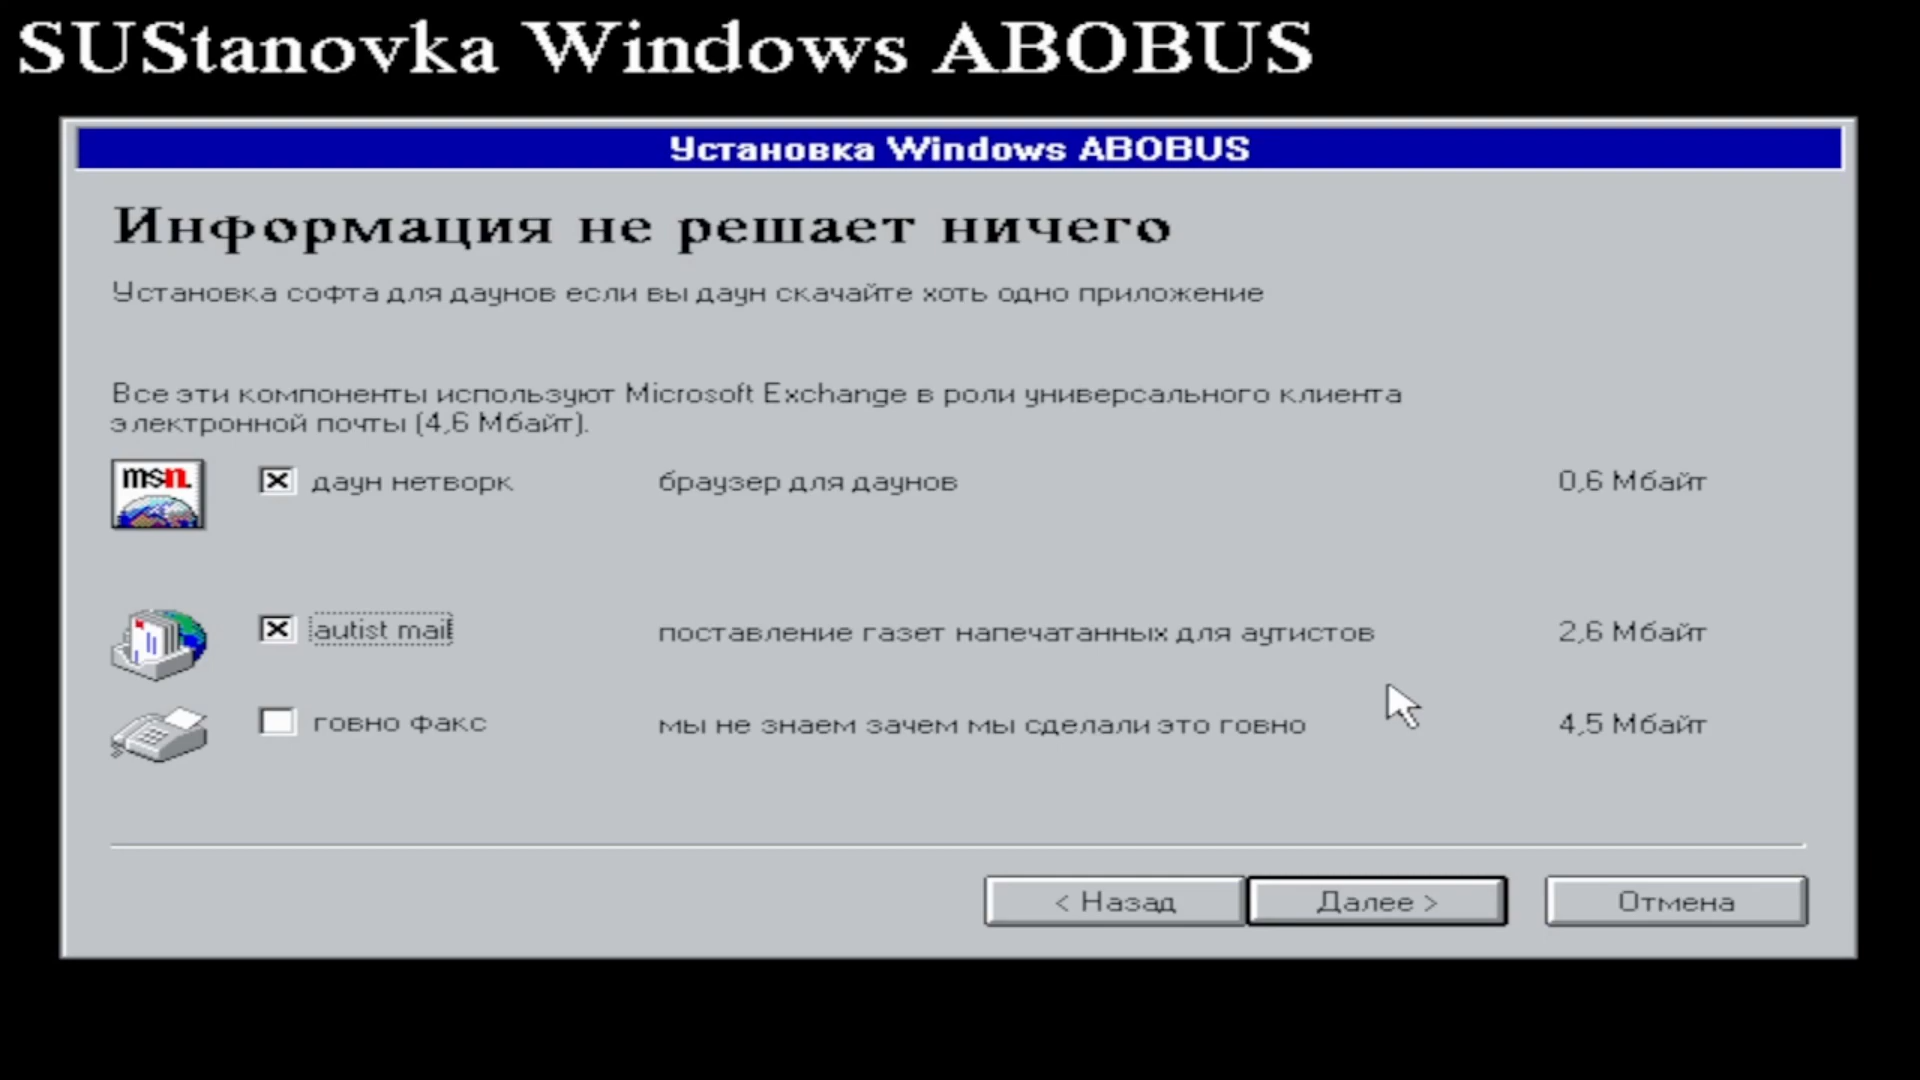 SUStanovka Windows ABOBUS
Установка Windows ABOBUS
Информация не решает ничего
Установка софта для даунов если вы даун скачайте хоть одно приложение
Все эти компоненты используют Microsoft Exchange в роли универсального клиента
электронной почты (4,6 Мбайт).
msn даун нетворк браузер для даунов 0,6 Мбайт
autist mail поставление газет напечатанных для аутистов 2,6 Мбайт
говно факс мы не знаем зачем мы сделали это говно 4,5 Мбайт
< Назад Далее > Отмена